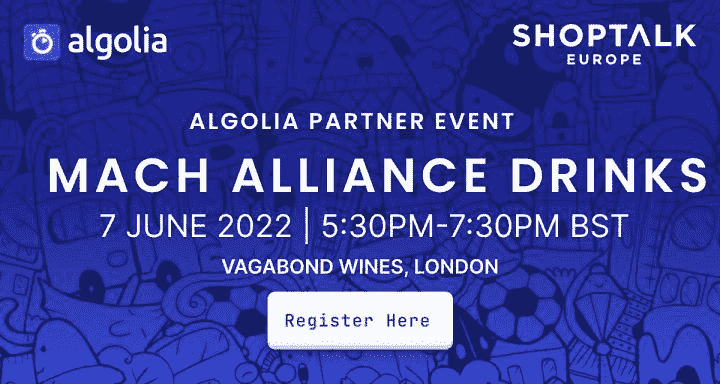 algolia
SHOPTALK
EUROPE
ALGOLIA PARTNER EVENT
MACH ALLIANCE DRINKS
7 JUNE 2022 | 5:30PM-7:30PM BST
VAGABOND WINES, LONDON
Register Here